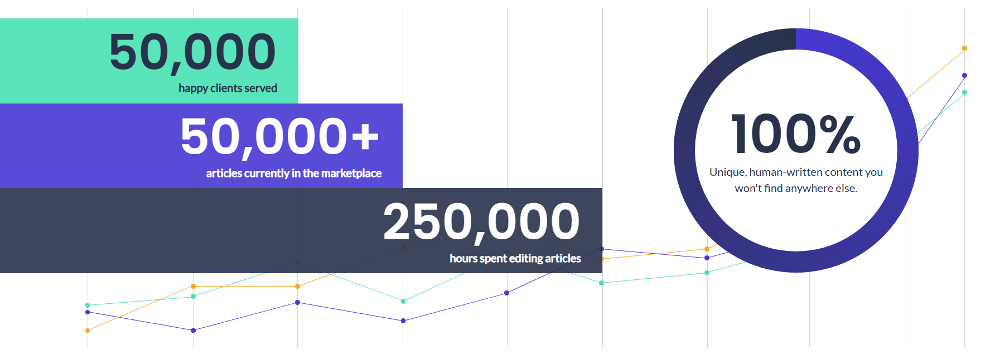 50,000
happy clients served
50,000+
articles currently in the marketplace
250,000
hours spent editing articles
100%
Unique, human-written content you
won't find anywhere else.